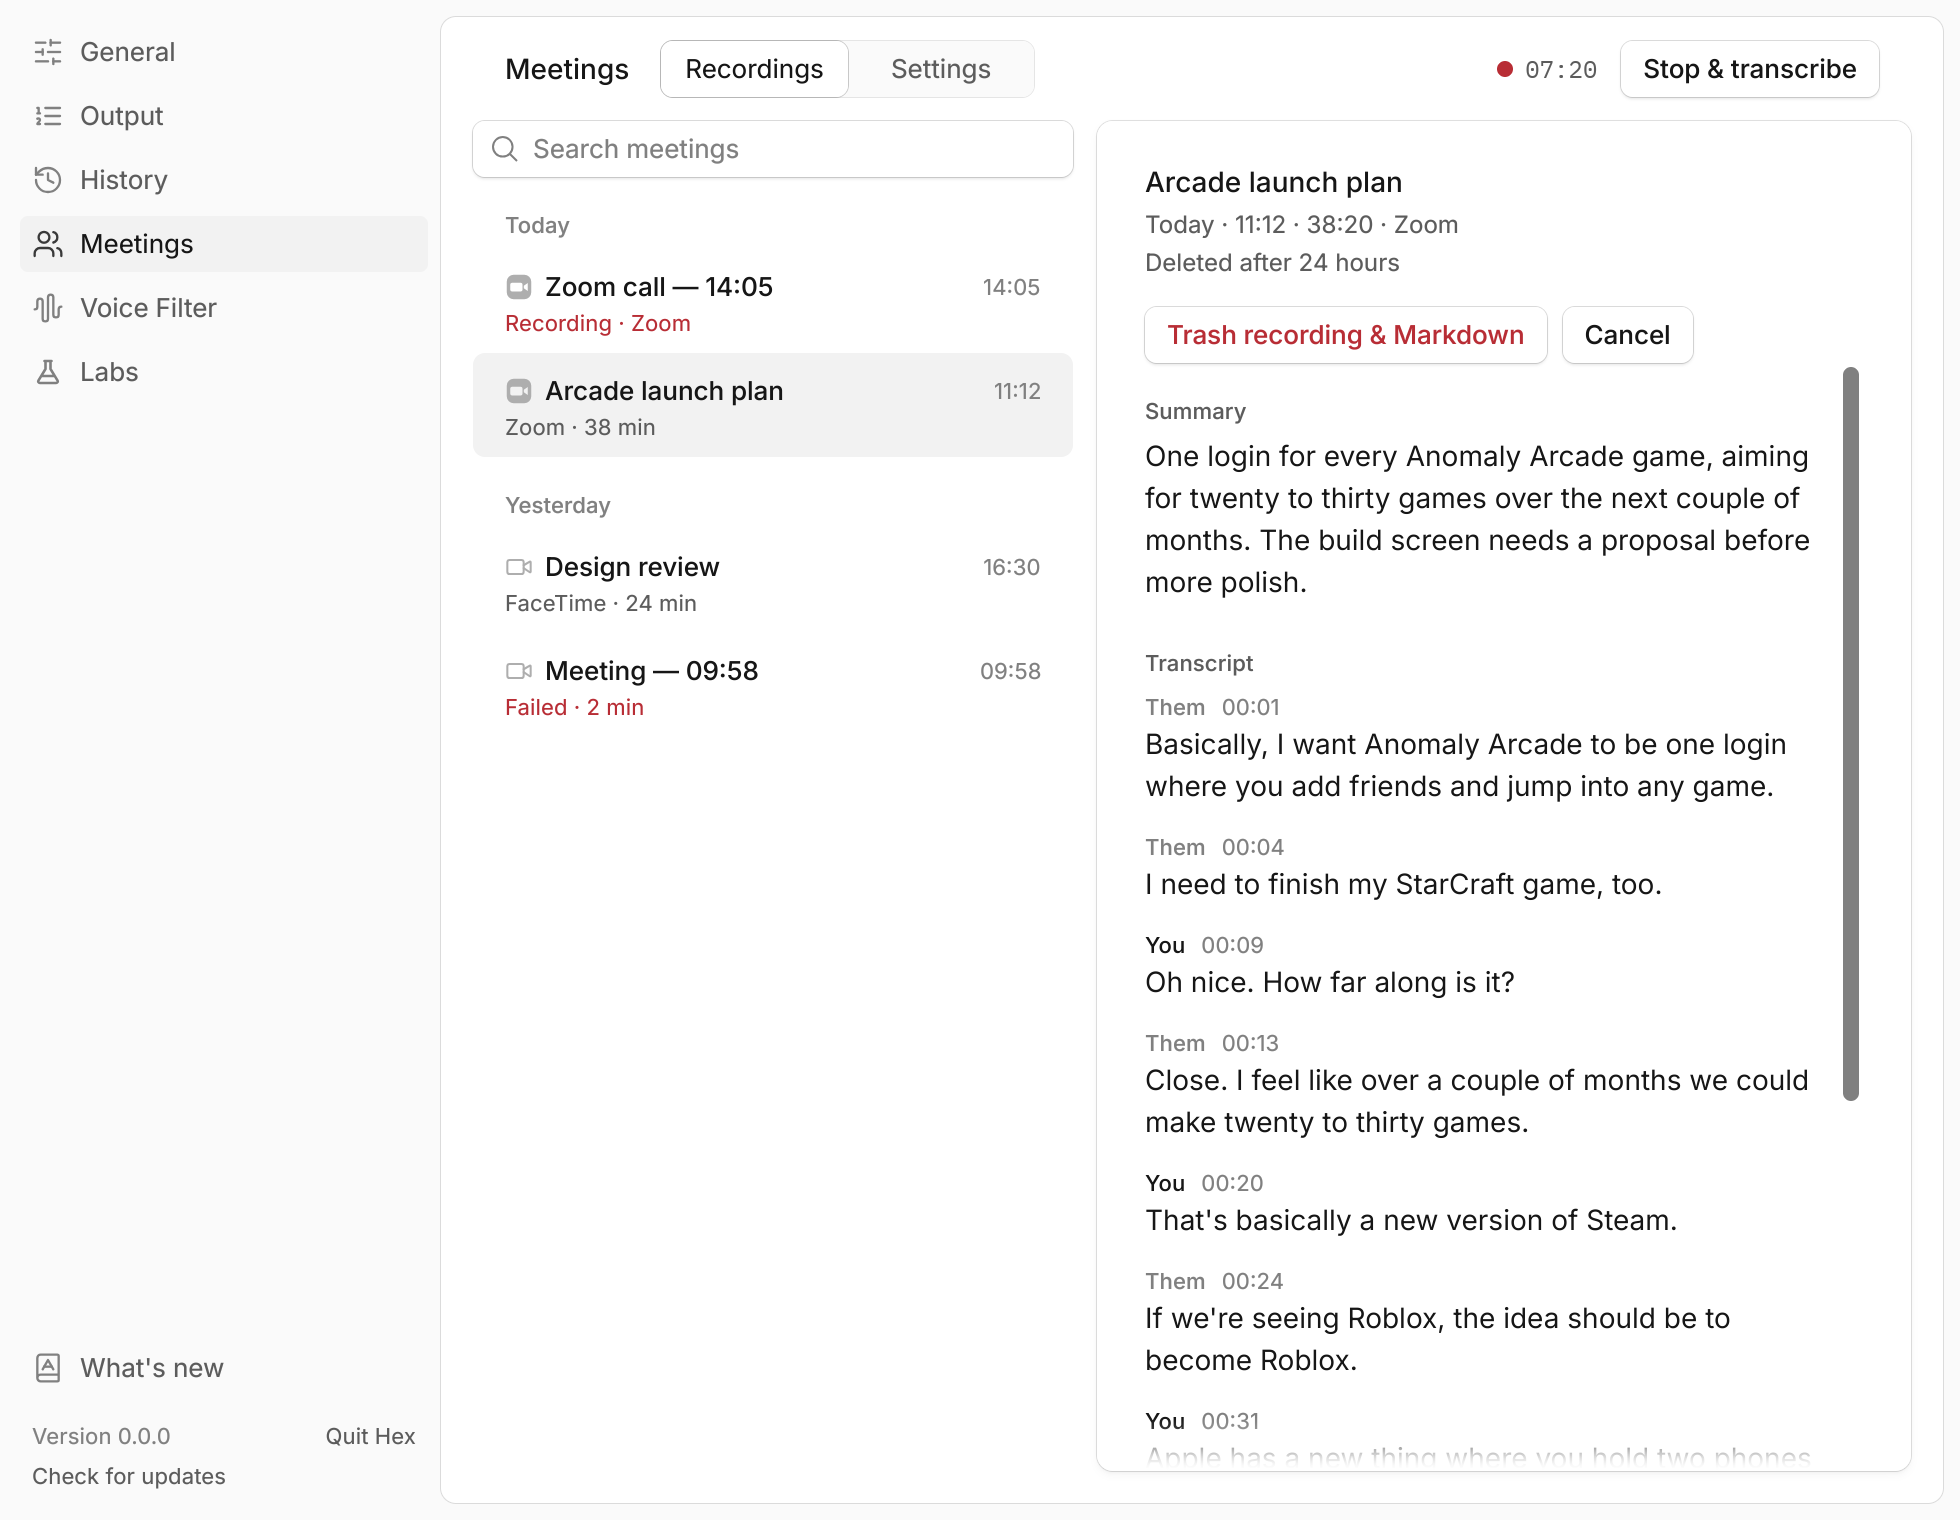 General
Output
History
Meetings
Voice Filter
Labs
What's new
Version 0.0.0
Quit Hex
Check for updates
Meetings
Recordings
Settings
07:20
Stop & transcribe
Search meetings
Today
Zoom call — 14:05
14:05
Recording · Zoom
Arcade launch plan
11:12
Zoom · 38 min
Yesterday
Design review
16:30
FaceTime · 24 min
Meeting — 09:58
09:58
Failed · 2 min
Arcade launch plan
Today · 11:12 · 38:20 · Zoom
Deleted after 24 hours
Trash recording & Markdown
Cancel
Summary
One login for every Anomaly Arcade game, aiming
for twenty to thirty games over the next couple of
months. The build screen needs a proposal before
more polish.
Transcript
Them 00:01
Basically, I want Anomaly Arcade to be one login
where you add friends and jump into any game.
Them 00:04
I need to finish my StarCraft game, too.
You 00:09
Oh nice. How far along is it?
Them 00:13
Close. I feel like over a couple of months we could
make twenty to thirty games.
You 00:20
That's basically a new version of Steam.
Them 00:24
If we're seeing Roblox, the idea should be to
become Roblox.
You 00:31
Apple has a new thing where you hold two phones